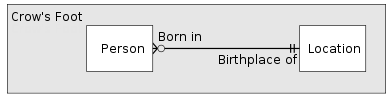 Crow's Foot
Born in
Person
Location
Birthplace of